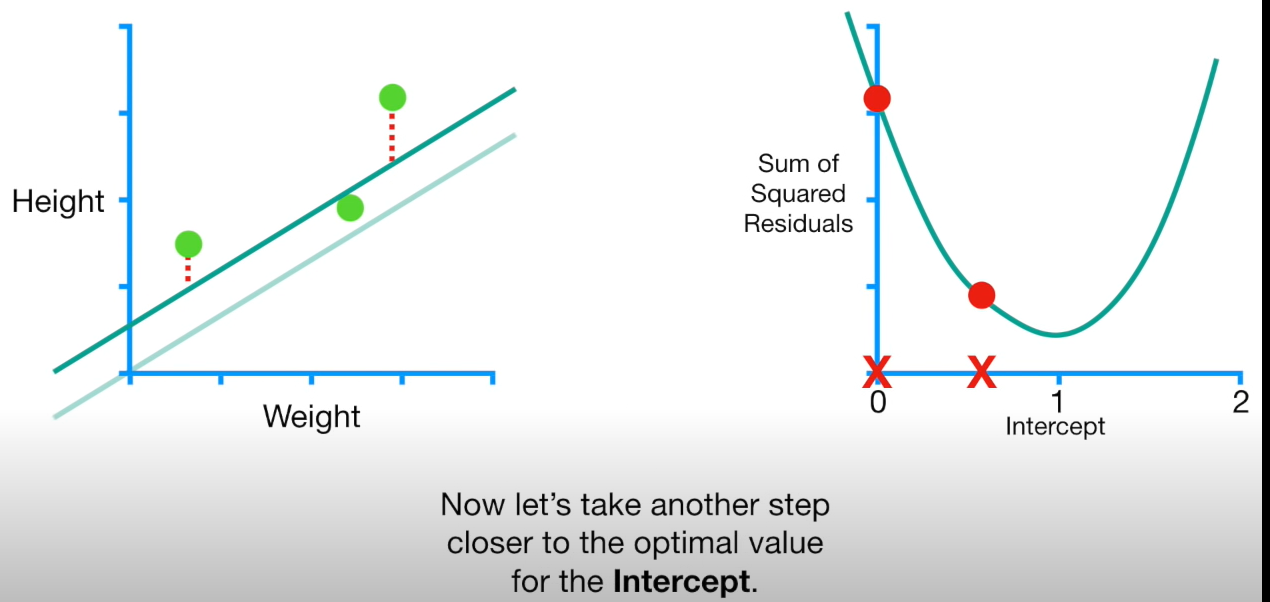 Height
Weight
Sum of
Squared
Residuals
X X
0 1 2
Intercept
Now let’s take another step
closer to the optimal value
for the Intercept.